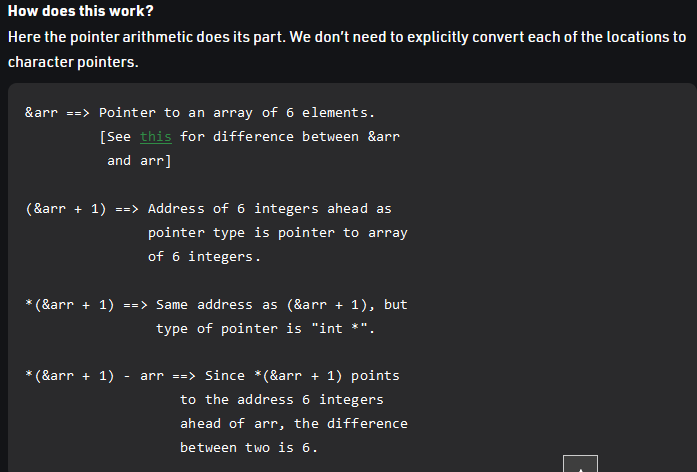 How does this work?
Here the pointer arithmetic does its part. We don’t need to explicitly convert each of the locations to
character pointers.
&arr ==> Pointer to an array of 6 elements.
[See this for difference between &arr
and arr]
(&arr + 1) ==> Address of 6 integers ahead as
pointer type is pointer to array
of 6 integers.
*(&arr + 1) ==> Same address as (&arr + 1), but
type of pointer is "int *".
*(&arr + 1) - arr ==> Since *(&arr + 1) points
to the address 6 integers
ahead of arr, the difference
between two is 6.